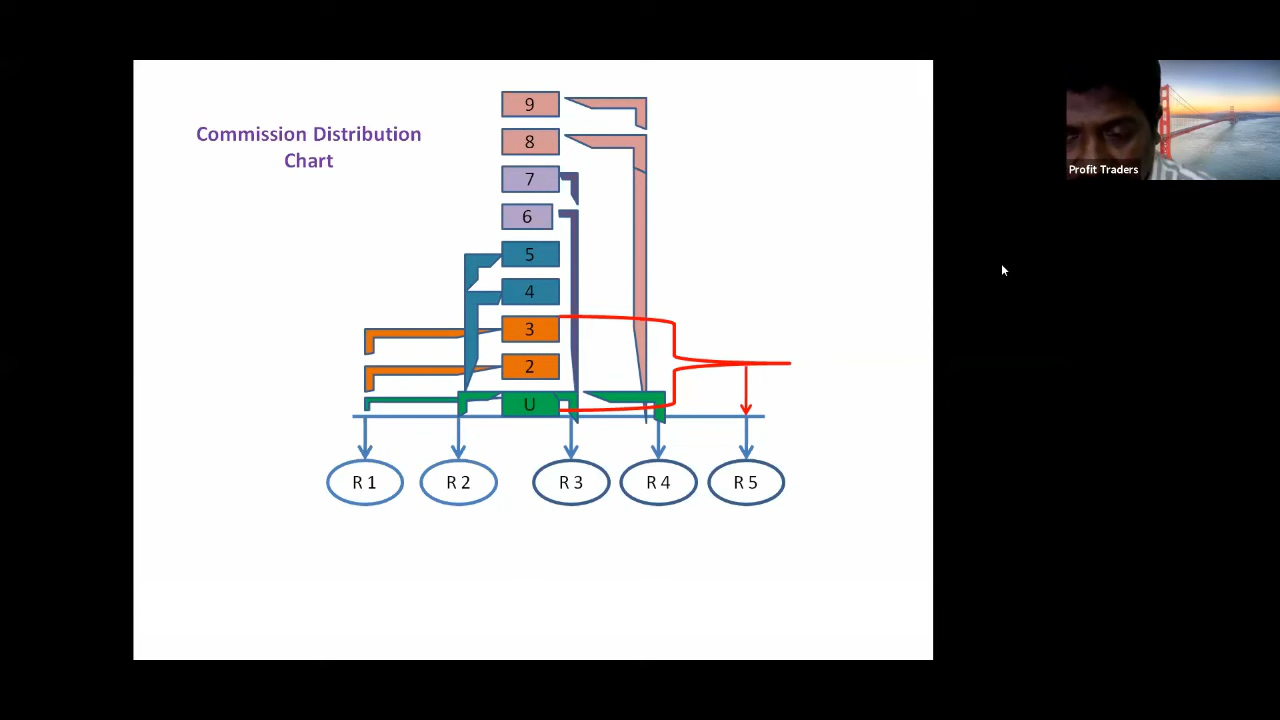 Commission Distribution
Chart
9
8
7
6
5
4
3
2
U
R 1
R 2
R 3
R 4
R 5
Profit Traders